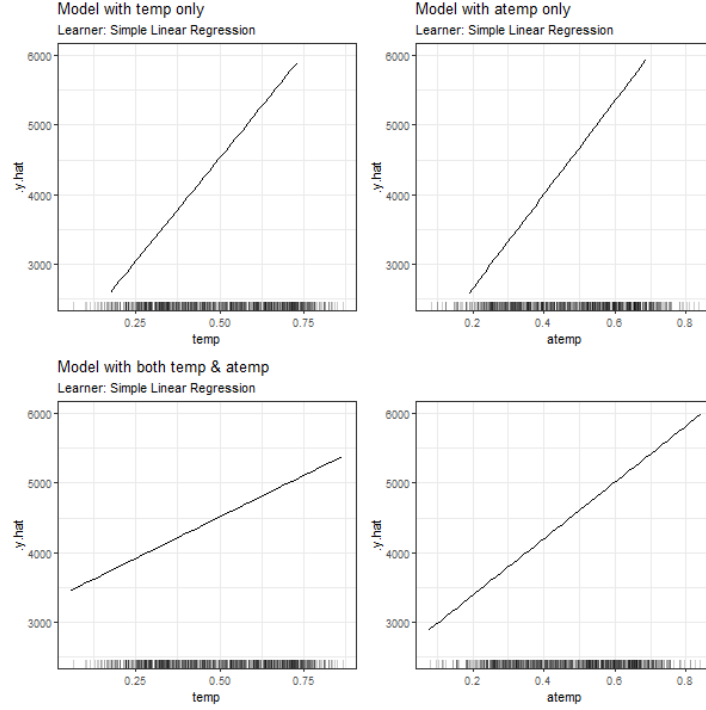 Model with temp only
Learner: Simple Linear Regression
6000
5000
4000
3000
.y.hat
0.25 0.50 0.75
temp
Model with atemp only
Learner: Simple Linear Regression
6000
5000
4000
3000
.y.hat
0.2 0.4 0.6 0.8
atemp
Model with both temp & atemp
Learner: Simple Linear Regression
6000
5000
4000
3000
.y.hat
0.25 0.50 0.75
temp
6000
5000
4000
3000
.y.hat
0.2 0.4 0.6 0.8
atemp